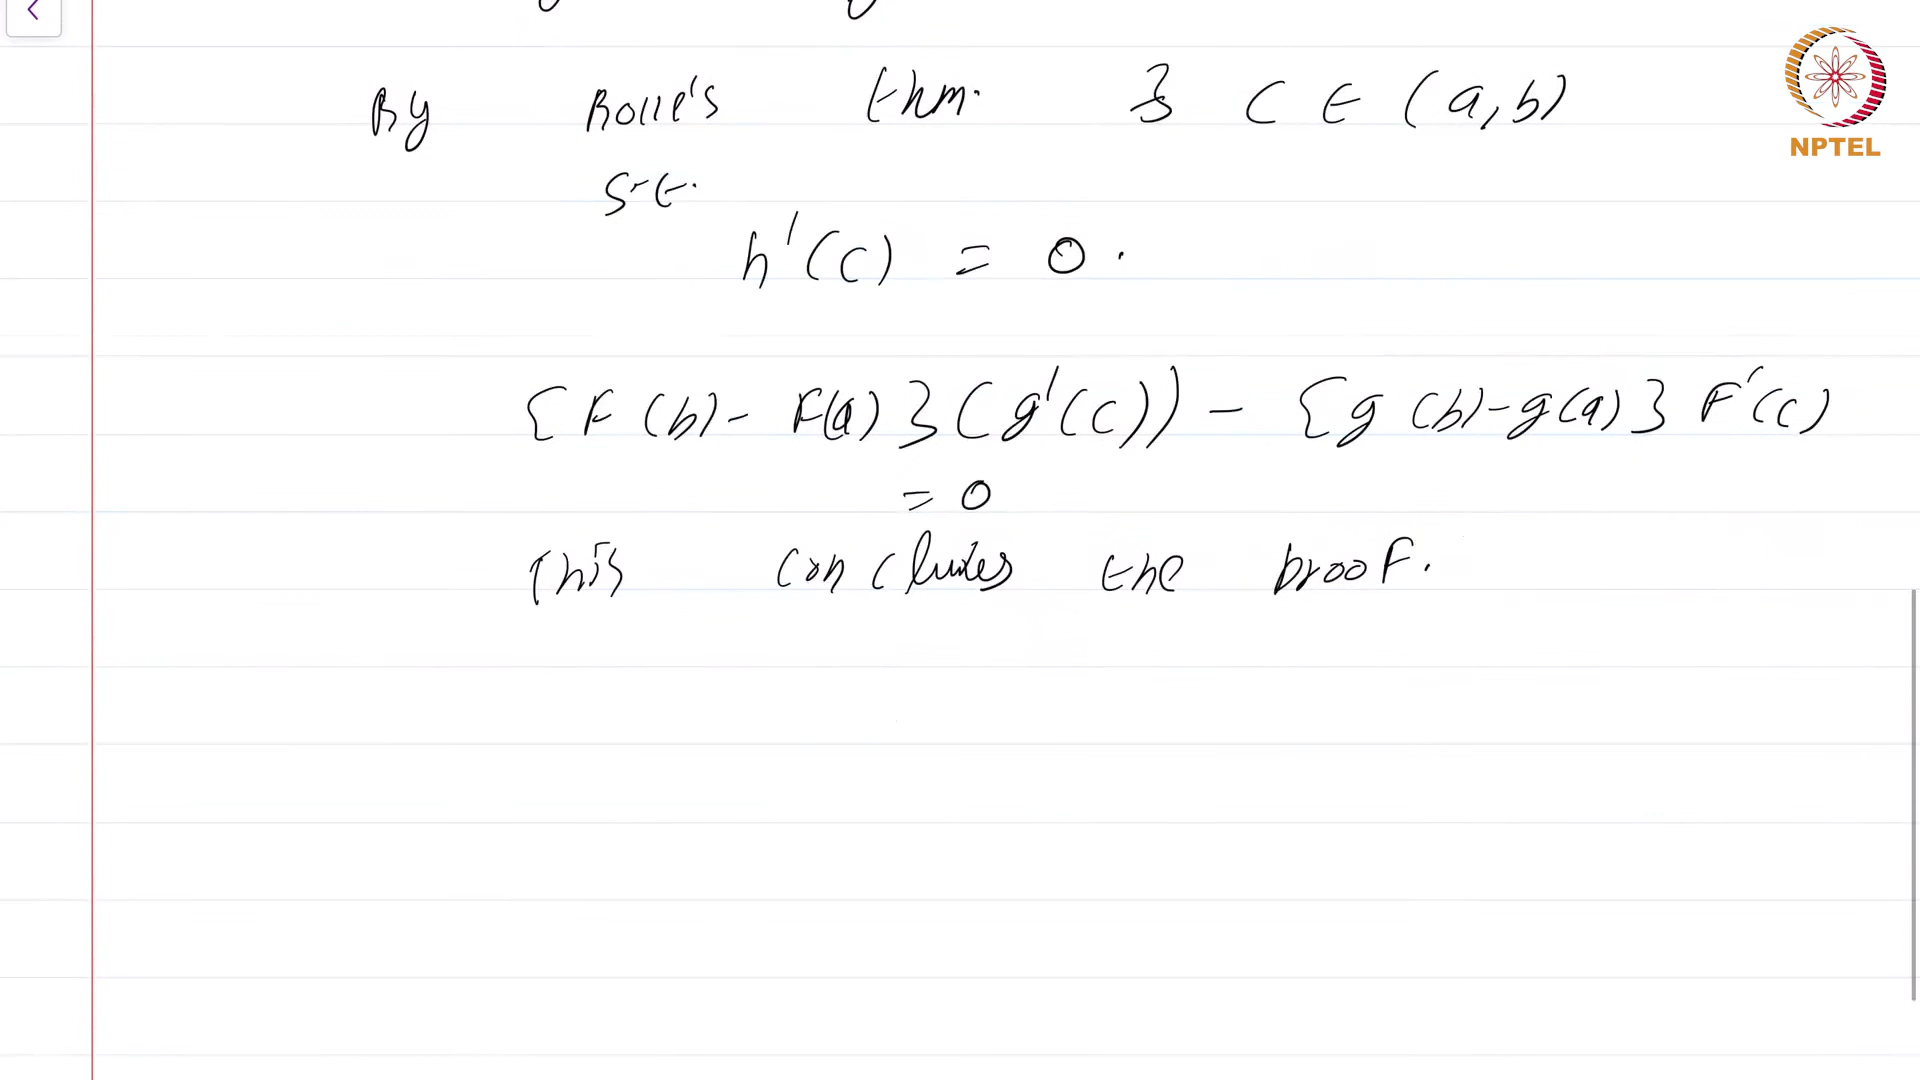 By Rolle's thm. ∃ c ∈ (a,b)
NPTEL
s.t.
h'(c) = 0.
{F(b) - F(a)}(g'(c)) - {g(b)-g(a)} F'(c)
= 0
This concludes the proof.